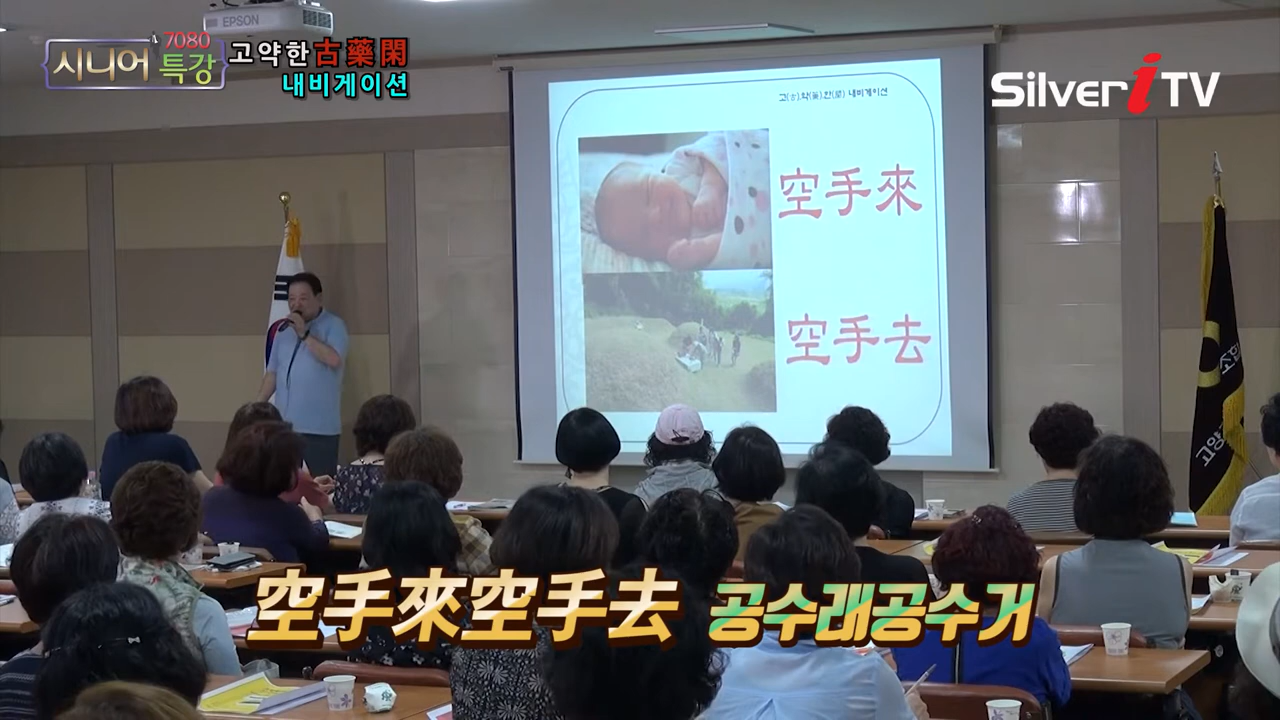 EPSON
시니어 7080 특강
고약한古藥閑
내비게이션
Silver i TV
고(古),약(藥),한(閑) 내비게이션
空手來
空手去
고양
空手來空手去 공수래공수거